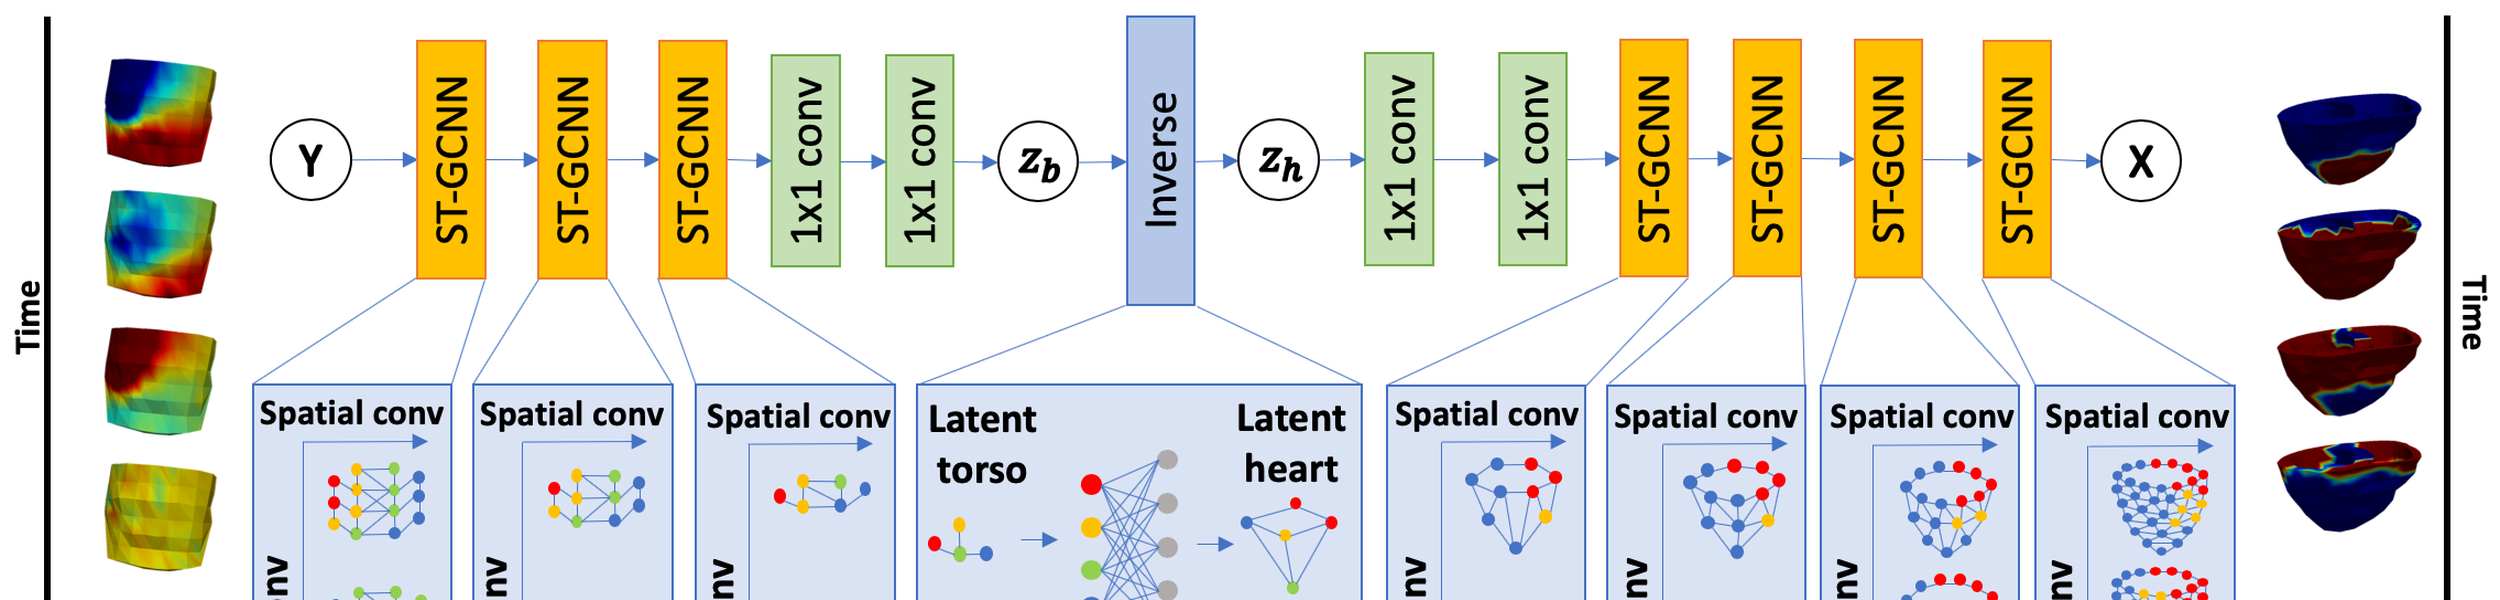 Time
Y
ST-GCNN
ST-GCNN
ST-GCNN
1x1 conv
1x1 conv
z_b
Inverse
z_h
1x1 conv
1x1 conv
ST-GCNN
ST-GCNN
ST-GCNN
ST-GCNN
X
Time
Spatial conv
Spatial conv
Spatial conv
Latent
torso
Latent
heart
Spatial conv
Spatial conv
Spatial conv
Spatial conv
nv
nv
nv
nv
nv
nv
nv